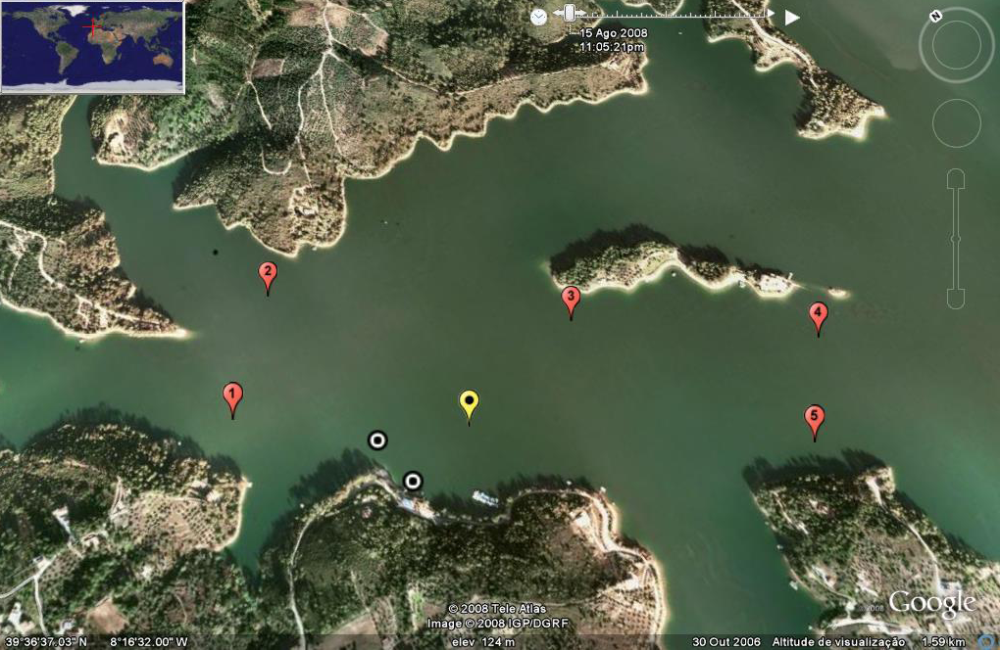 15 Ago 2008
11:05:21pm
N
2
3
4
1
5
© 2008 Tele Atlas
Image © 2008 IGP/DGRF
©2008 Google
39°36'37.03" N 8°16'32.00" W elev 124 m 30 Out 2006 Altitude de visualização 1.59 km